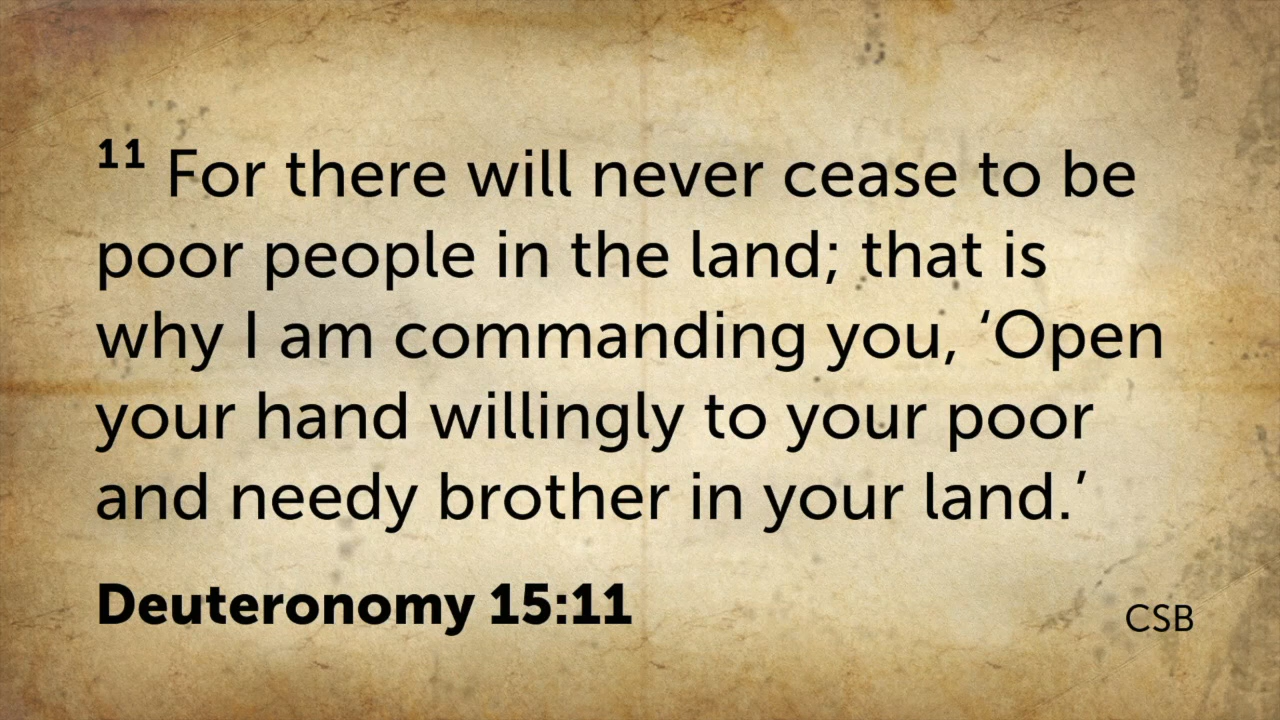 ¹¹ For there will never cease to be
poor people in the land; that is
why I am commanding you, ‘Open
your hand willingly to your poor
and needy brother in your land.’
Deuteronomy 15:11
CSB